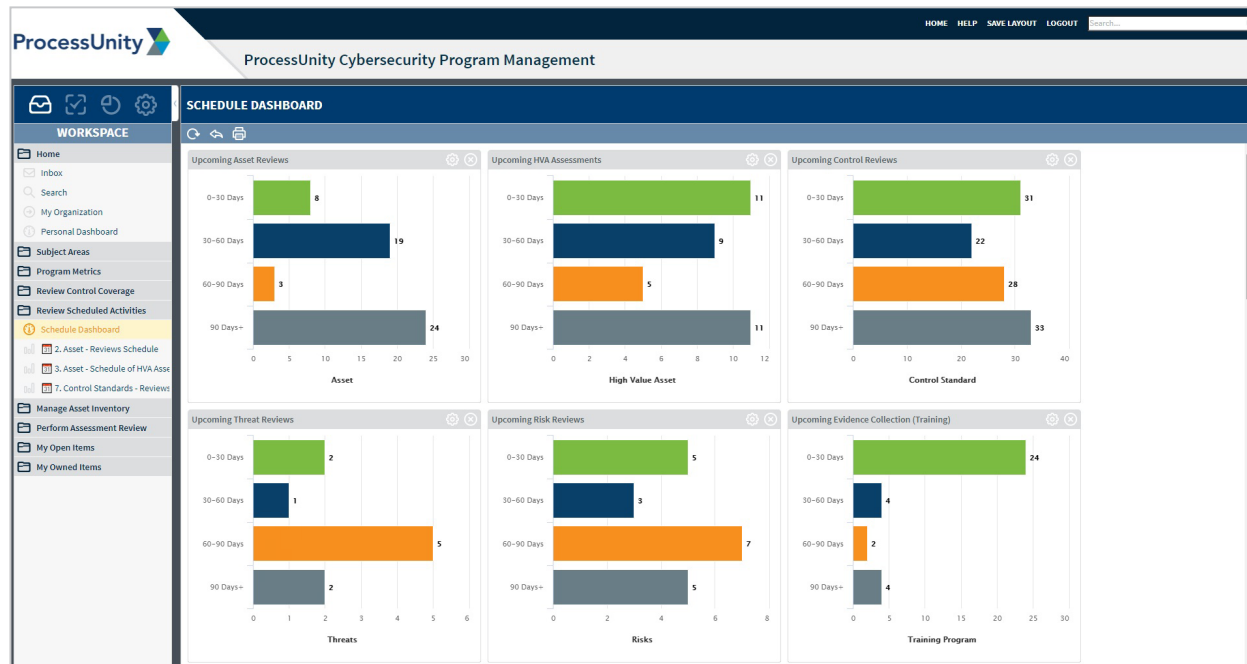 ProcessUnity
HOME HELP SAVE LAYOUT LOGOUT Search...
ProcessUnity Cybersecurity Program Management
WORKSPACE
Home
Inbox
Search
My Organization
Personal Dashboard
Subject Areas
Program Metrics
Review Control Coverage
Review Scheduled Activities
Schedule Dashboard
31 2. Asset - Reviews Schedule
31 3. Asset - Schedule of HVA Asse
31 7. Control Standards - Reviews
Manage Asset Inventory
Perform Assessment Review
My Open Items
My Owned Items
SCHEDULE DASHBOARD
Upcoming Asset Reviews
0-30 Days 8
30-60 Days 19
60-90 Days 3
90 Days+ 24
0 5 10 15 20 25 30
Asset
Upcoming HVA Assessments
0-30 Days 11
30-60 Days 9
60-90 Days 5
90 Days+ 11
0 2 4 6 8 10 12
High Value Asset
Upcoming Control Reviews
0-30 Days 31
30-60 Days 22
60-90 Days 28
90 Days+ 33
0 10 20 30 40
Control Standard
Upcoming Threat Reviews
0-30 Days 2
30-60 Days 1
60-90 Days 5
90 Days+ 2
0 1 2 3 4 5 6
Threats
Upcoming Risk Reviews
0-30 Days 5
30-60 Days 3
60-90 Days 7
90 Days+ 5
0 2 4 6 8
Risks
Upcoming Evidence Collection (Training)
0-30 Days 24
30-60 Days 4
60-90 Days 2
90 Days+ 4
0 5 10 15 20 25 30
Training Program